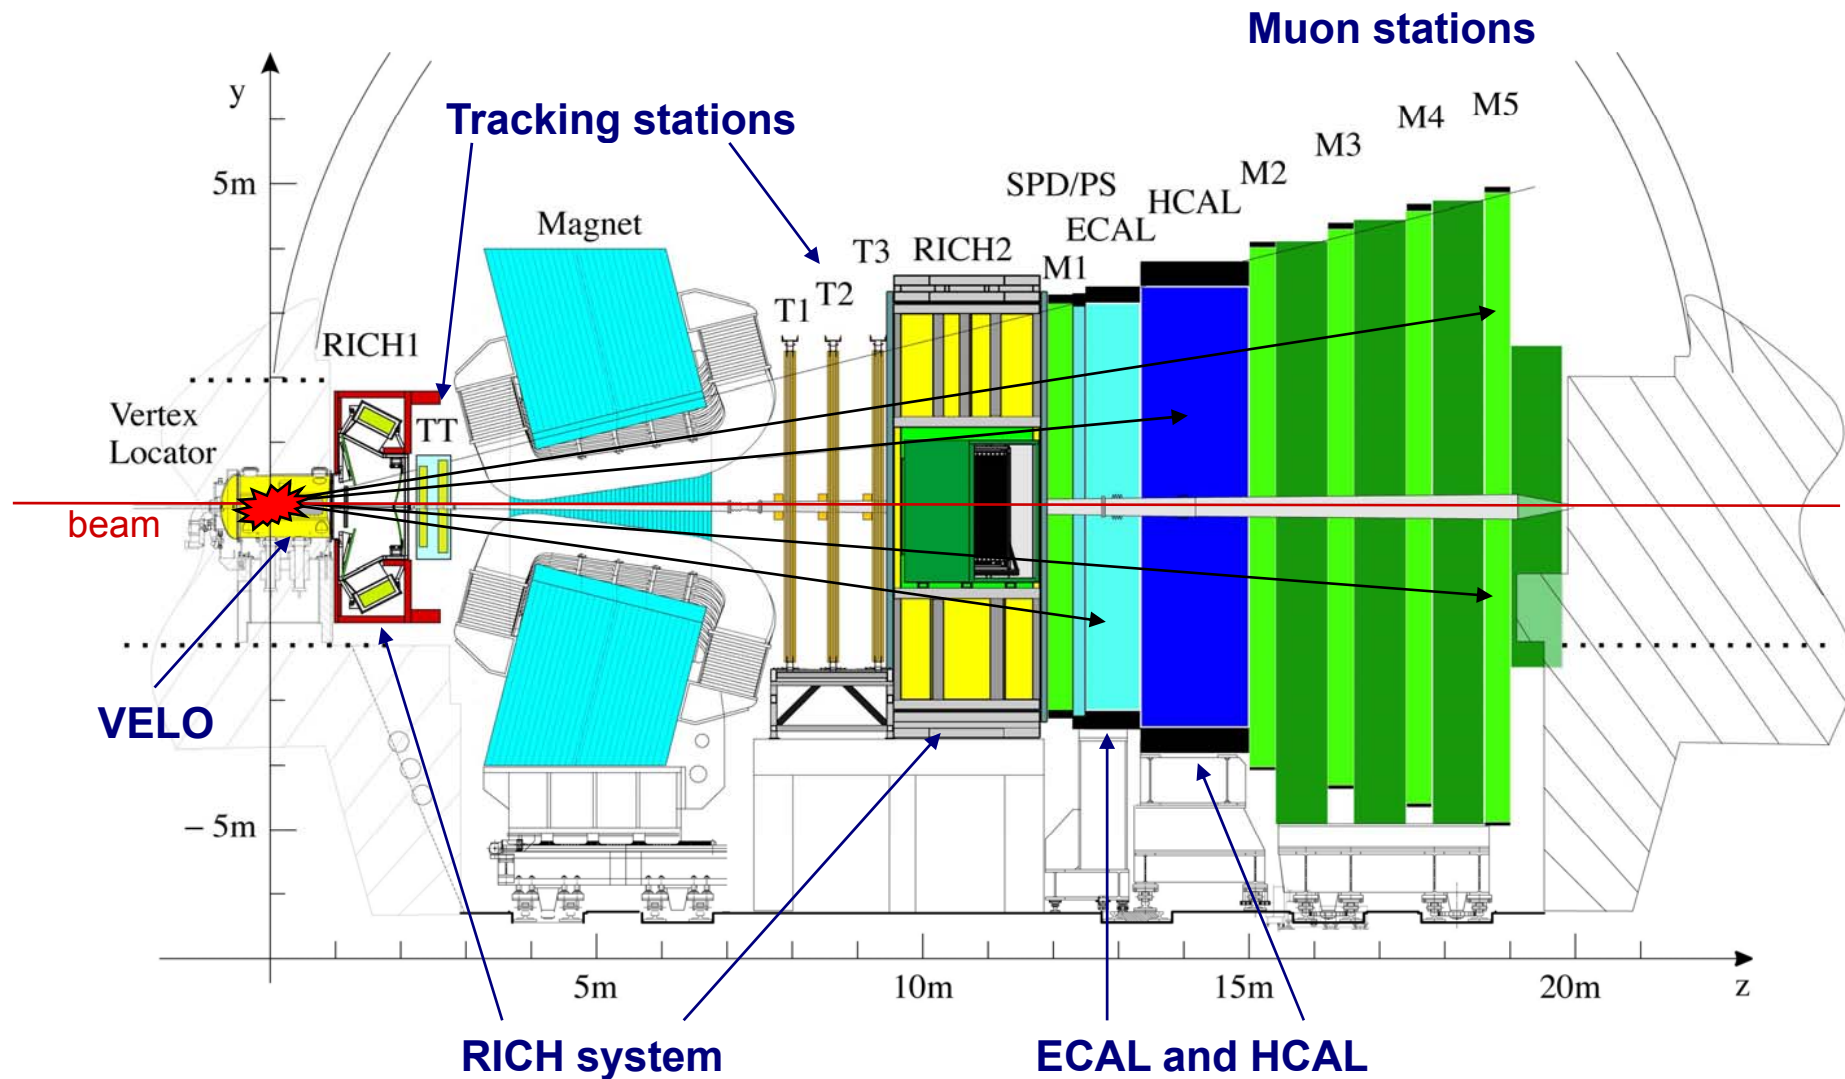 Muon stations
y
Tracking stations
M5
M4
M3
M2
5m
SPD/PS
HCAL
Magnet
ECAL
T3
RICH2
M1
T2
T1
RICH1
Vertex
Locator
TT
beam
VELO
− 5m
5m
10m
15m
20m
z
RICH system
ECAL and HCAL